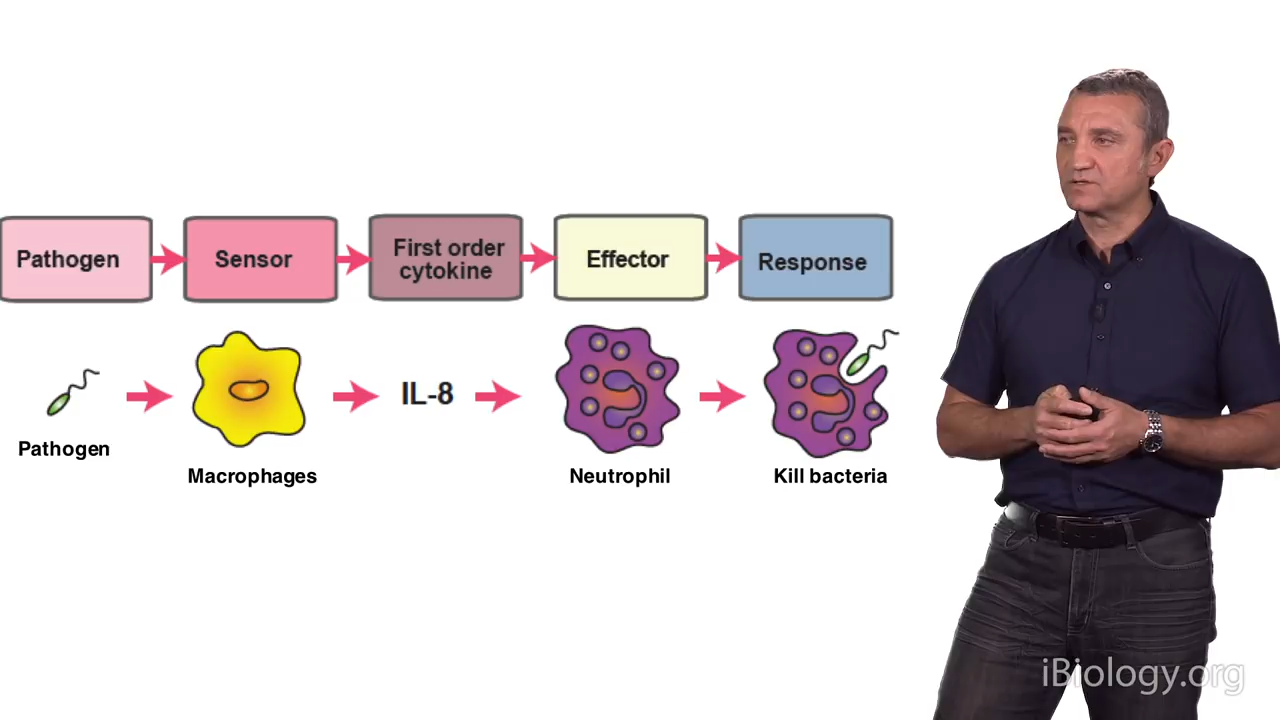 Pathogen
Sensor
First order
cytokine
Effector
Response
IL-8
Pathogen
Macrophages
Neutrophil
Kill bacteria
iBiology.org